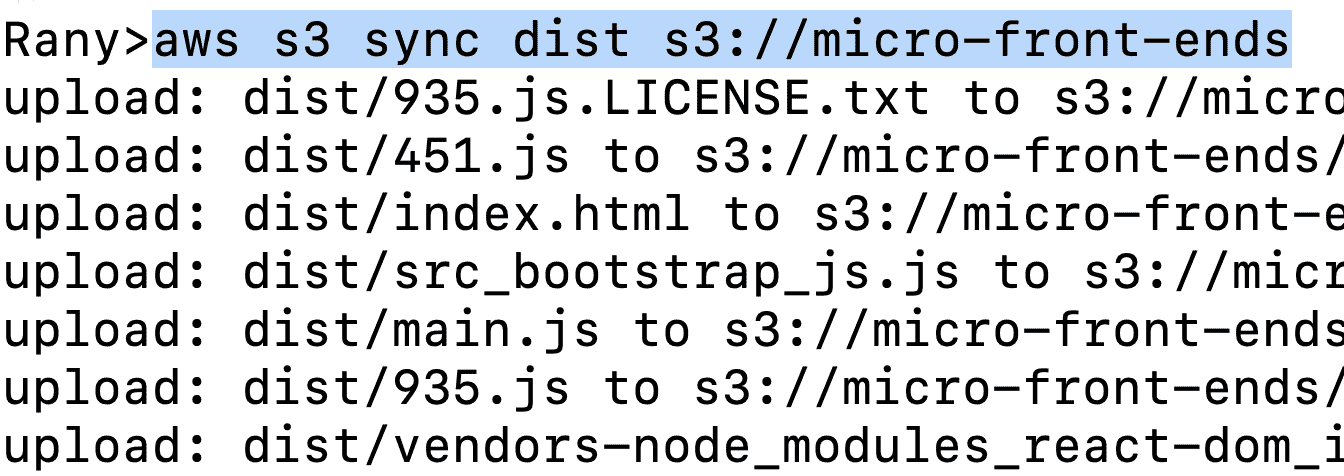 Rany>aws s3 sync dist s3://micro-front-ends
upload: dist/935.js.LICENSE.txt to s3://micro
upload: dist/451.js to s3://micro-front-ends/
upload: dist/index.html to s3://micro-front-e
upload: dist/src_bootstrap_js.js to s3://micr
upload: dist/main.js to s3://micro-front-ends
upload: dist/935.js to s3://micro-front-ends/
upload: dist/vendors-node_modules_react-dom_i